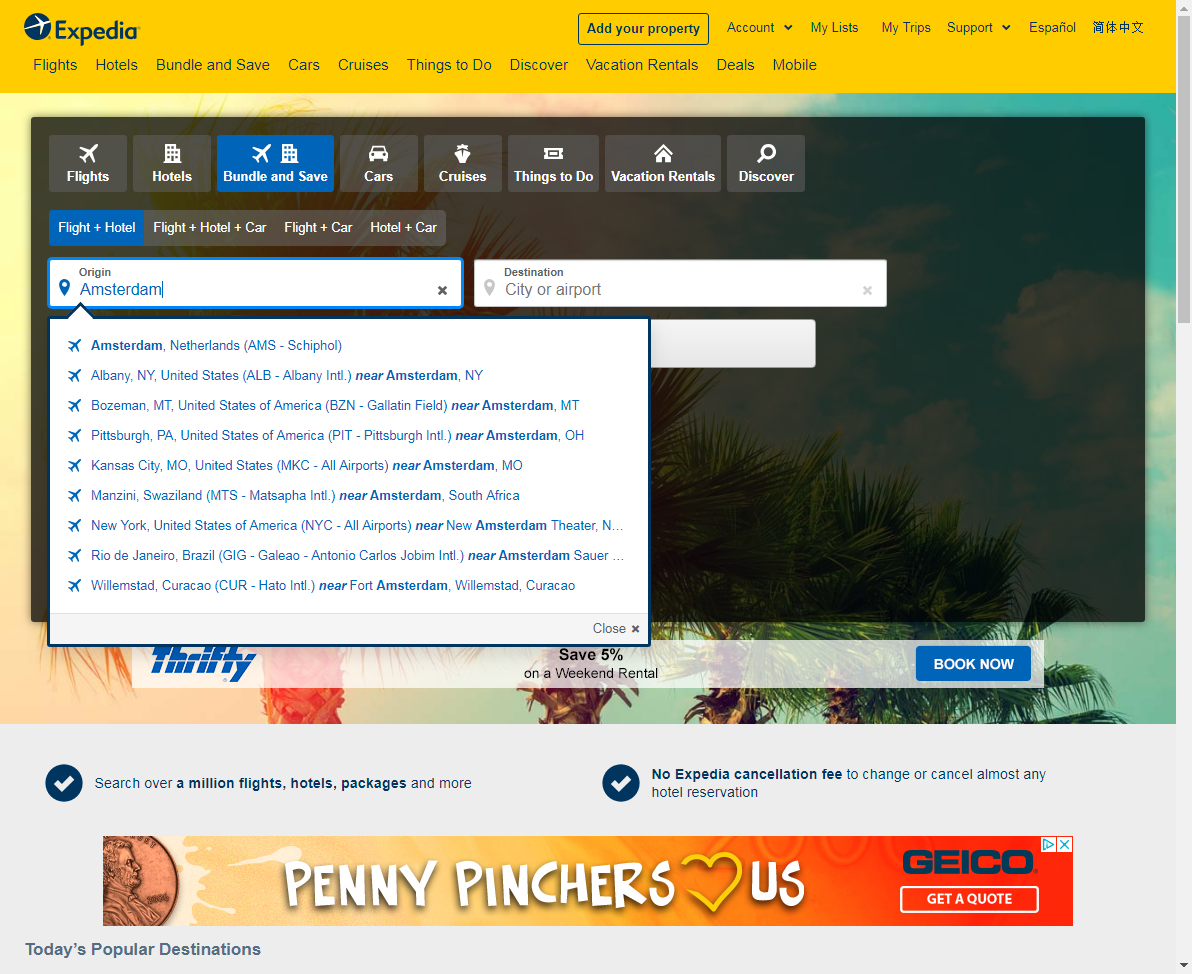 Expedia
Add your property
Account
My Lists
My Trips
Support
Español
简体中文
Flights
Hotels
Bundle and Save
Cars
Cruises
Things to Do
Discover
Vacation Rentals
Deals
Mobile
Flights
Hotels
Bundle and Save
Cars
Cruises
Things to Do
Vacation Rentals
Discover
Flight + Hotel
Flight + Hotel + Car
Flight + Car
Hotel + Car
Origin
Amsterdam
Destination
City or airport
Amsterdam, Netherlands (AMS - Schiphol)
Albany, NY, United States (ALB - Albany Intl.) near Amsterdam, NY
Bozeman, MT, United States of America (BZN - Gallatin Field) near Amsterdam, MT
Pittsburgh, PA, United States of America (PIT - Pittsburgh Intl.) near Amsterdam, OH
Kansas City, MO, United States (MKC - All Airports) near Amsterdam, MO
Manzini, Swaziland (MTS - Matsapha Intl.) near Amsterdam, South Africa
New York, United States of America (NYC - All Airports) near New Amsterdam Theater, N...
Rio de Janeiro, Brazil (GIG - Galeao - Antonio Carlos Jobim Intl.) near Amsterdam Sauer ...
Willemstad, Curacao (CUR - Hato Intl.) near Fort Amsterdam, Willemstad, Curacao
Close
Thrifty
Save 5%
on a Weekend Rental
BOOK NOW
Search over a million flights, hotels, packages and more
No Expedia cancellation fee to change or cancel almost any
hotel reservation
PENNY PINCHERS US
GEICO
GET A QUOTE
Today's Popular Destinations